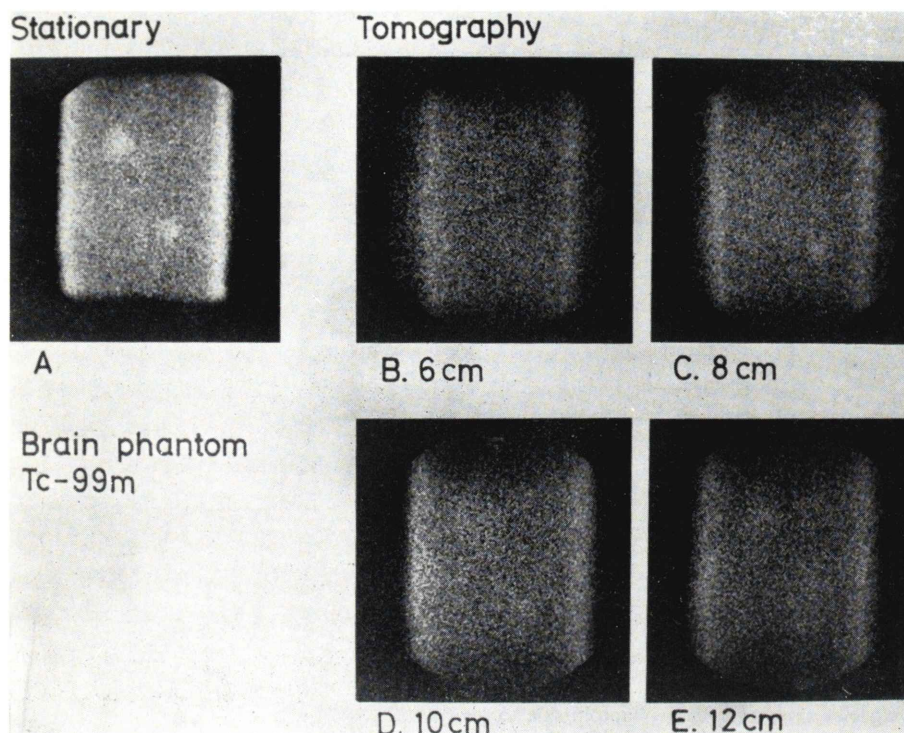 Stationary
Tomography
A
B. 6 cm
C. 8 cm
Brain phantom
Tc-99m
D. 10 cm
E. 12 cm